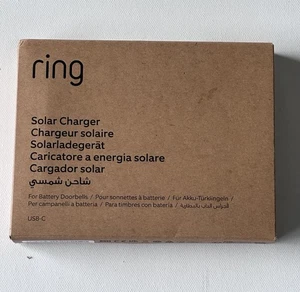 ring
Solar Charger
Chargeur solaire
Solarladegerät
Caricatore a energia solare
Cargador solar
شاحن شمسي
For Battery Doorbells / Pour sonnettes à batterie / Für Akku-Türklingeln /
Per campanelli a batteria / Para timbres con batería /
USB-C